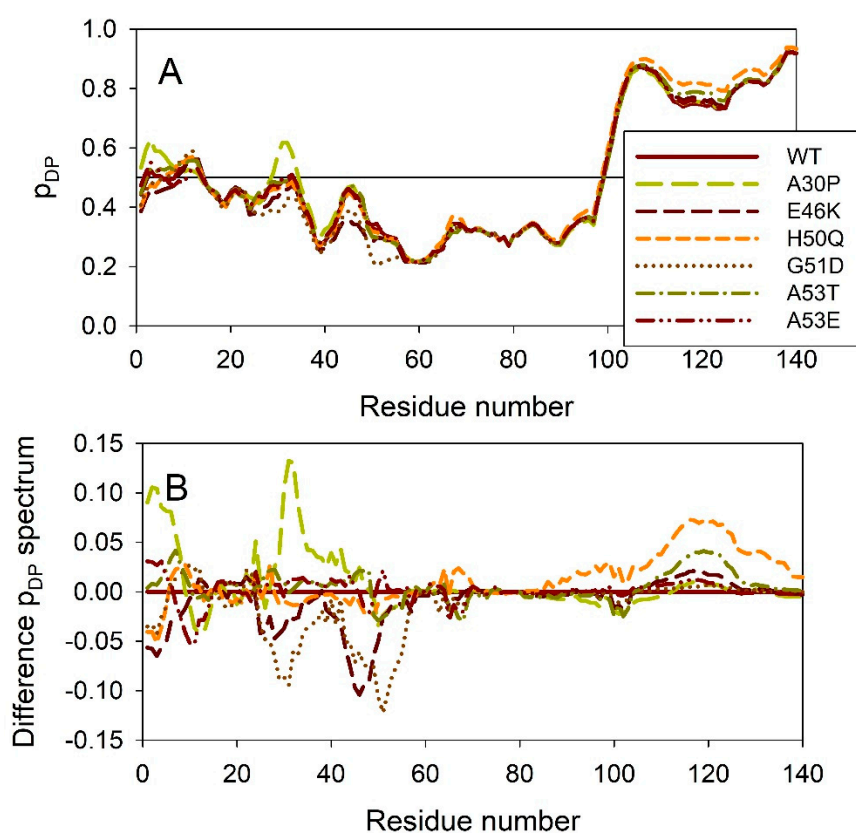 A
1.0
0.8
0.6
0.4
0.2
0.0
pDP
0 20 40 60 80 100 120 140
Residue number
WT
A30P
E46K
H50Q
G51D
A53T
A53E
B
0.15
0.10
0.05
0.00
-0.05
-0.10
-0.15
Difference pDP spectrum
0 20 40 60 80 100 120 140
Residue number